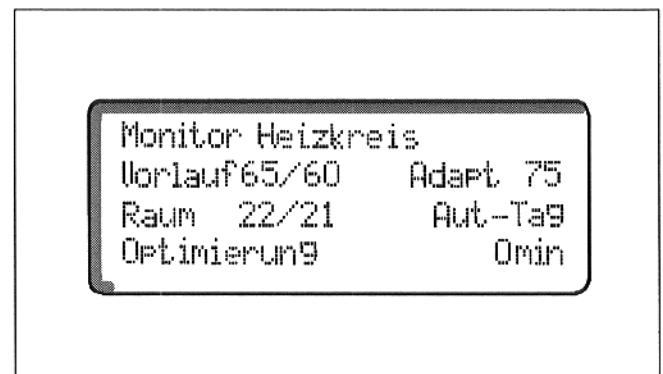 Monitor Heizkreis
Vorlauf65/60 Adapt 75
Raum 22/21 Aut-Tag
Optimierung 0min